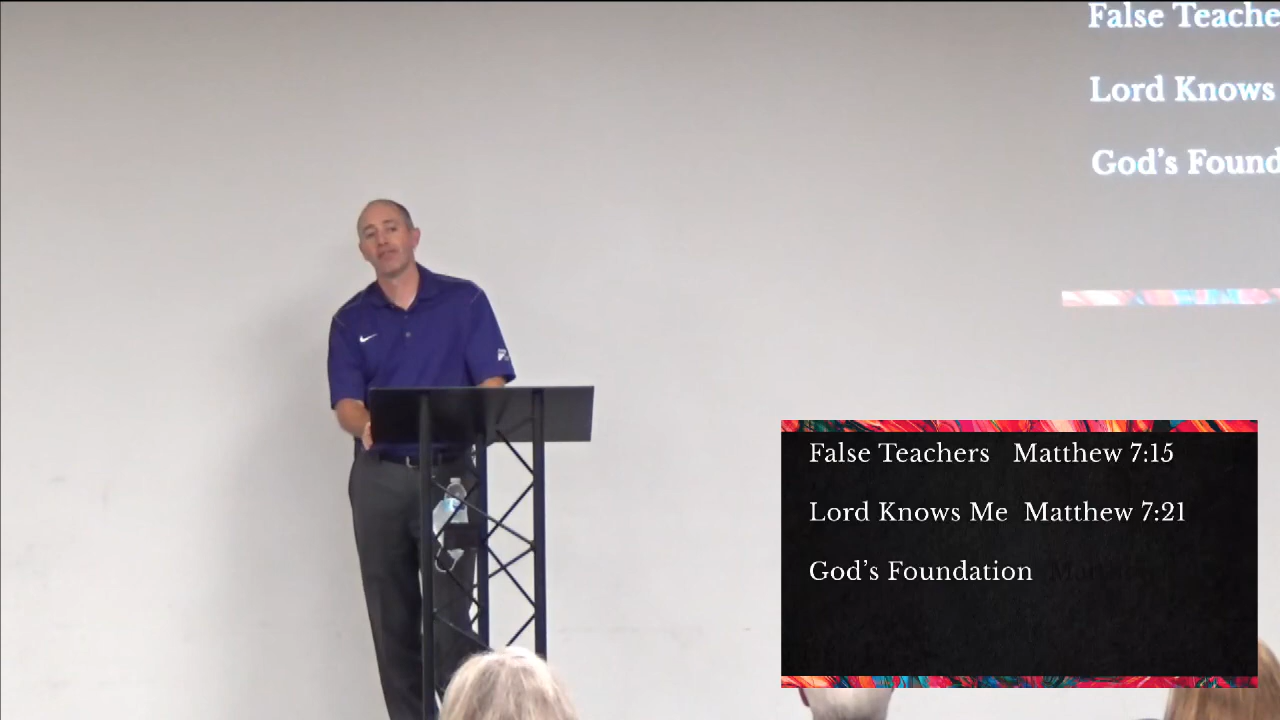 False Teache
Lord Knows
God's Found
False Teachers Matthew 7:15
Lord Knows Me Matthew 7:21
God's Foundation